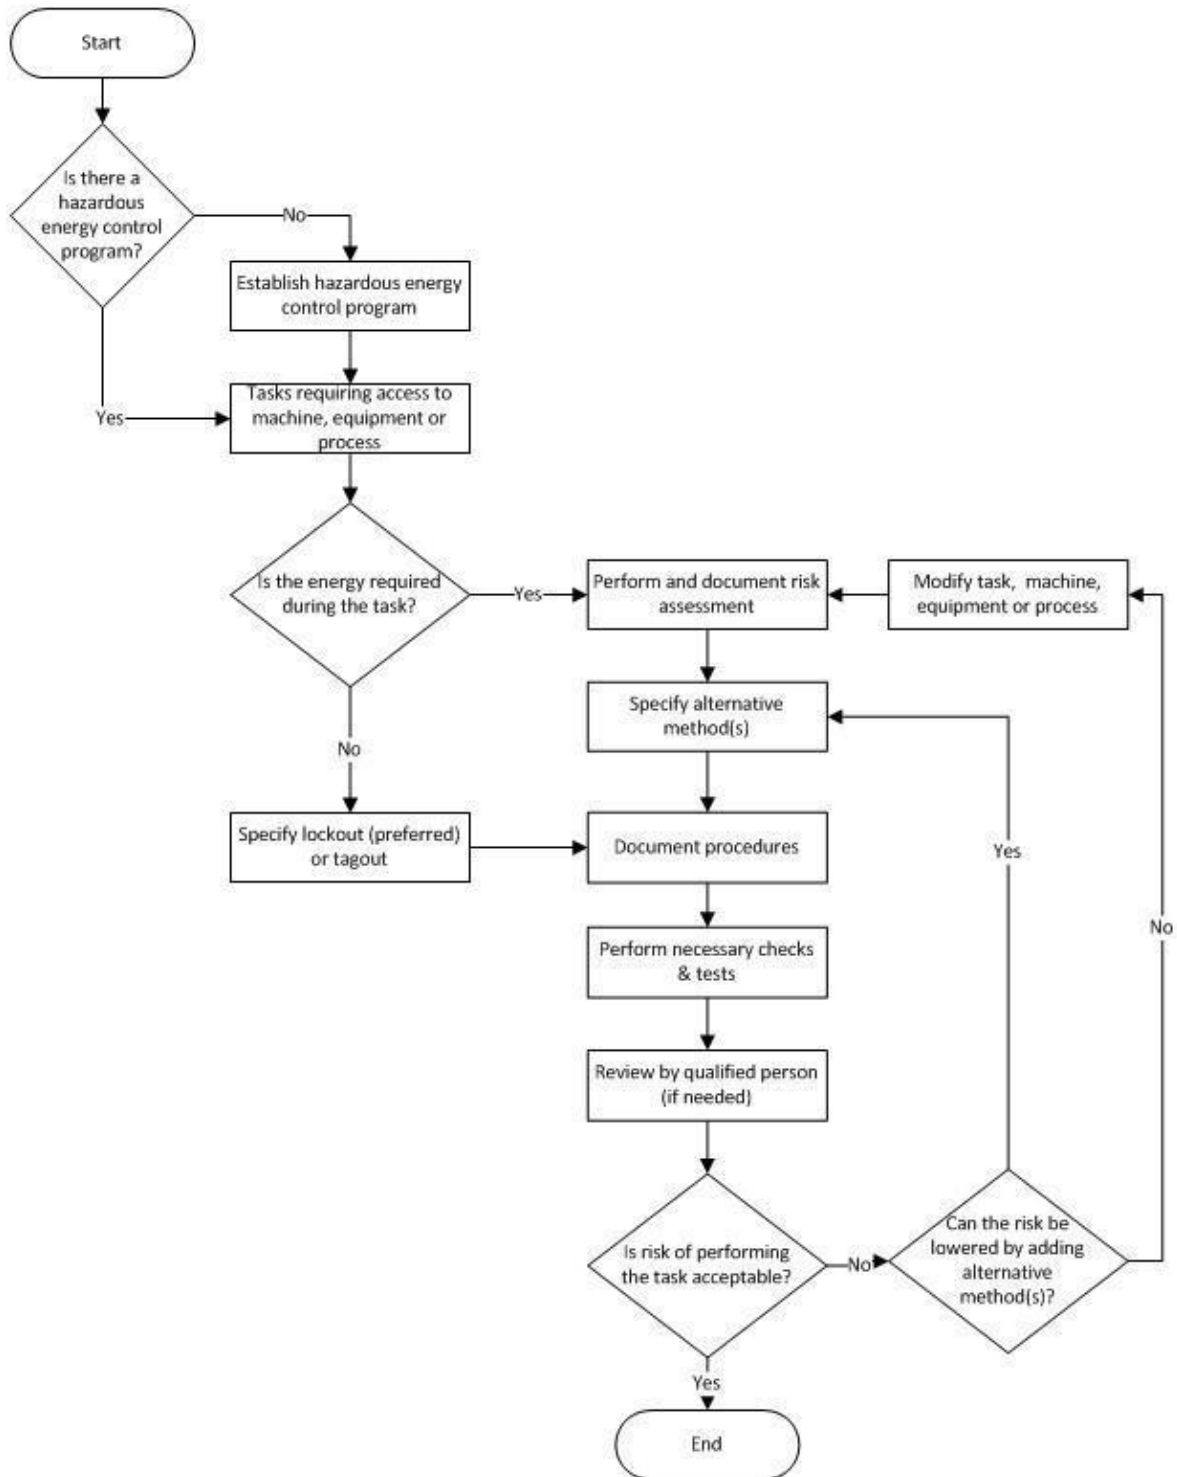 Start
Is there a
hazardous
energy control
program?
No
Establish hazardous energy
control program
Yes
Tasks requiring access to
machine, equipment or
process
Is the energy required
during the task?
Yes
Perform and document risk
assessment
Modify task, machine,
equipment or process
Specify alternative
method(s)
No
Specify lockout (preferred)
or tagout
Document procedures
Yes
No
Perform necessary checks
& tests
Review by qualified person
(if needed)
Is risk of performing
the task acceptable?
No
Can the risk be
lowered by adding
alternative
method(s)?
Yes
End